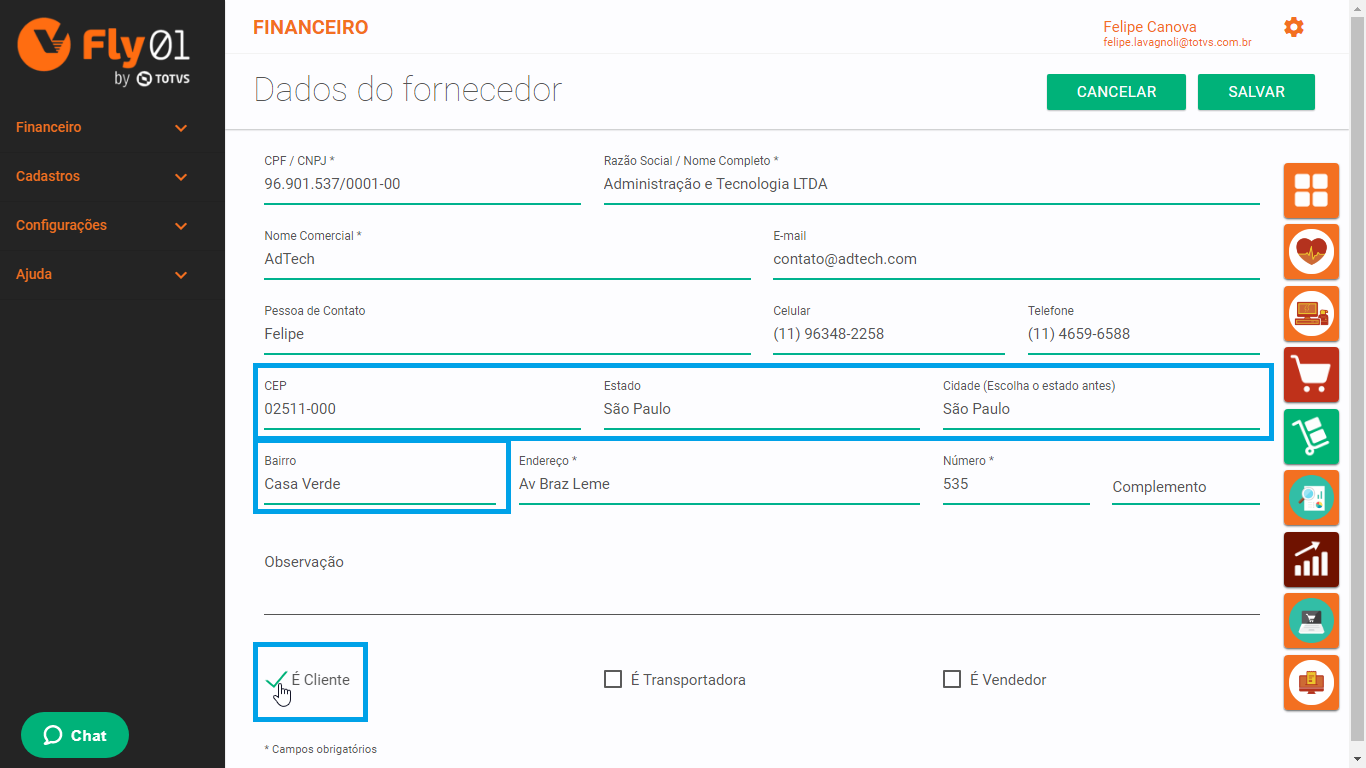 Fly01
by TOTVS
FINANCEIRO
Felipe Canova
felipe.lavagnoli@totvs.com.br
Dados do fornecedor
CANCELAR
SALVAR
Financeiro
Cadastros
Configurações
Ajuda
CPF / CNPJ *
Razão Social / Nome Completo *
96.901.537/0001-00
Administração e Tecnologia LTDA
Nome Comercial *
E-mail
AdTech
contato@adtech.com
Pessoa de Contato
Celular
Telefone
Felipe
(11) 96348-2258
(11) 4659-6588
CEP
Estado
Cidade (Escolha o estado antes)
02511-000
São Paulo
São Paulo
Bairro
Endereço *
Número *
Casa Verde
Av Braz Leme
535
Complemento
Observação
É Cliente
É Transportadora
É Vendedor
* Campos obrigatórios
Chat